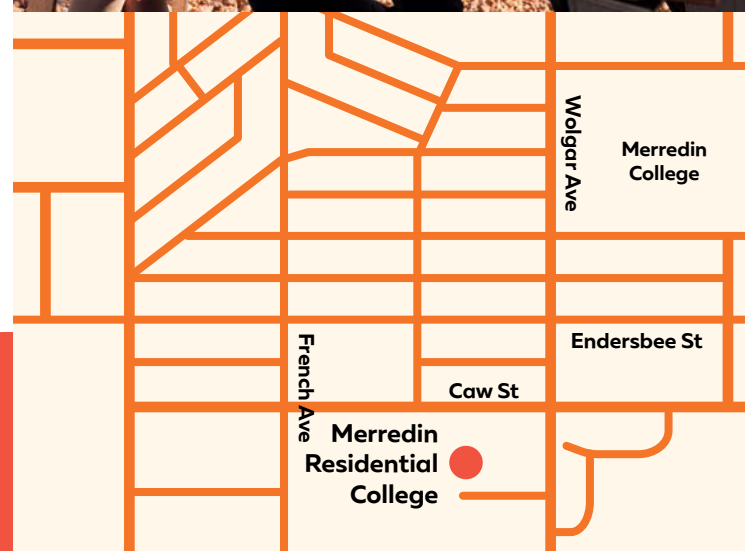 Wolgar Ave
Merredin
College
French Ave
Endersbee St
Caw St
Merredin
Residential
College